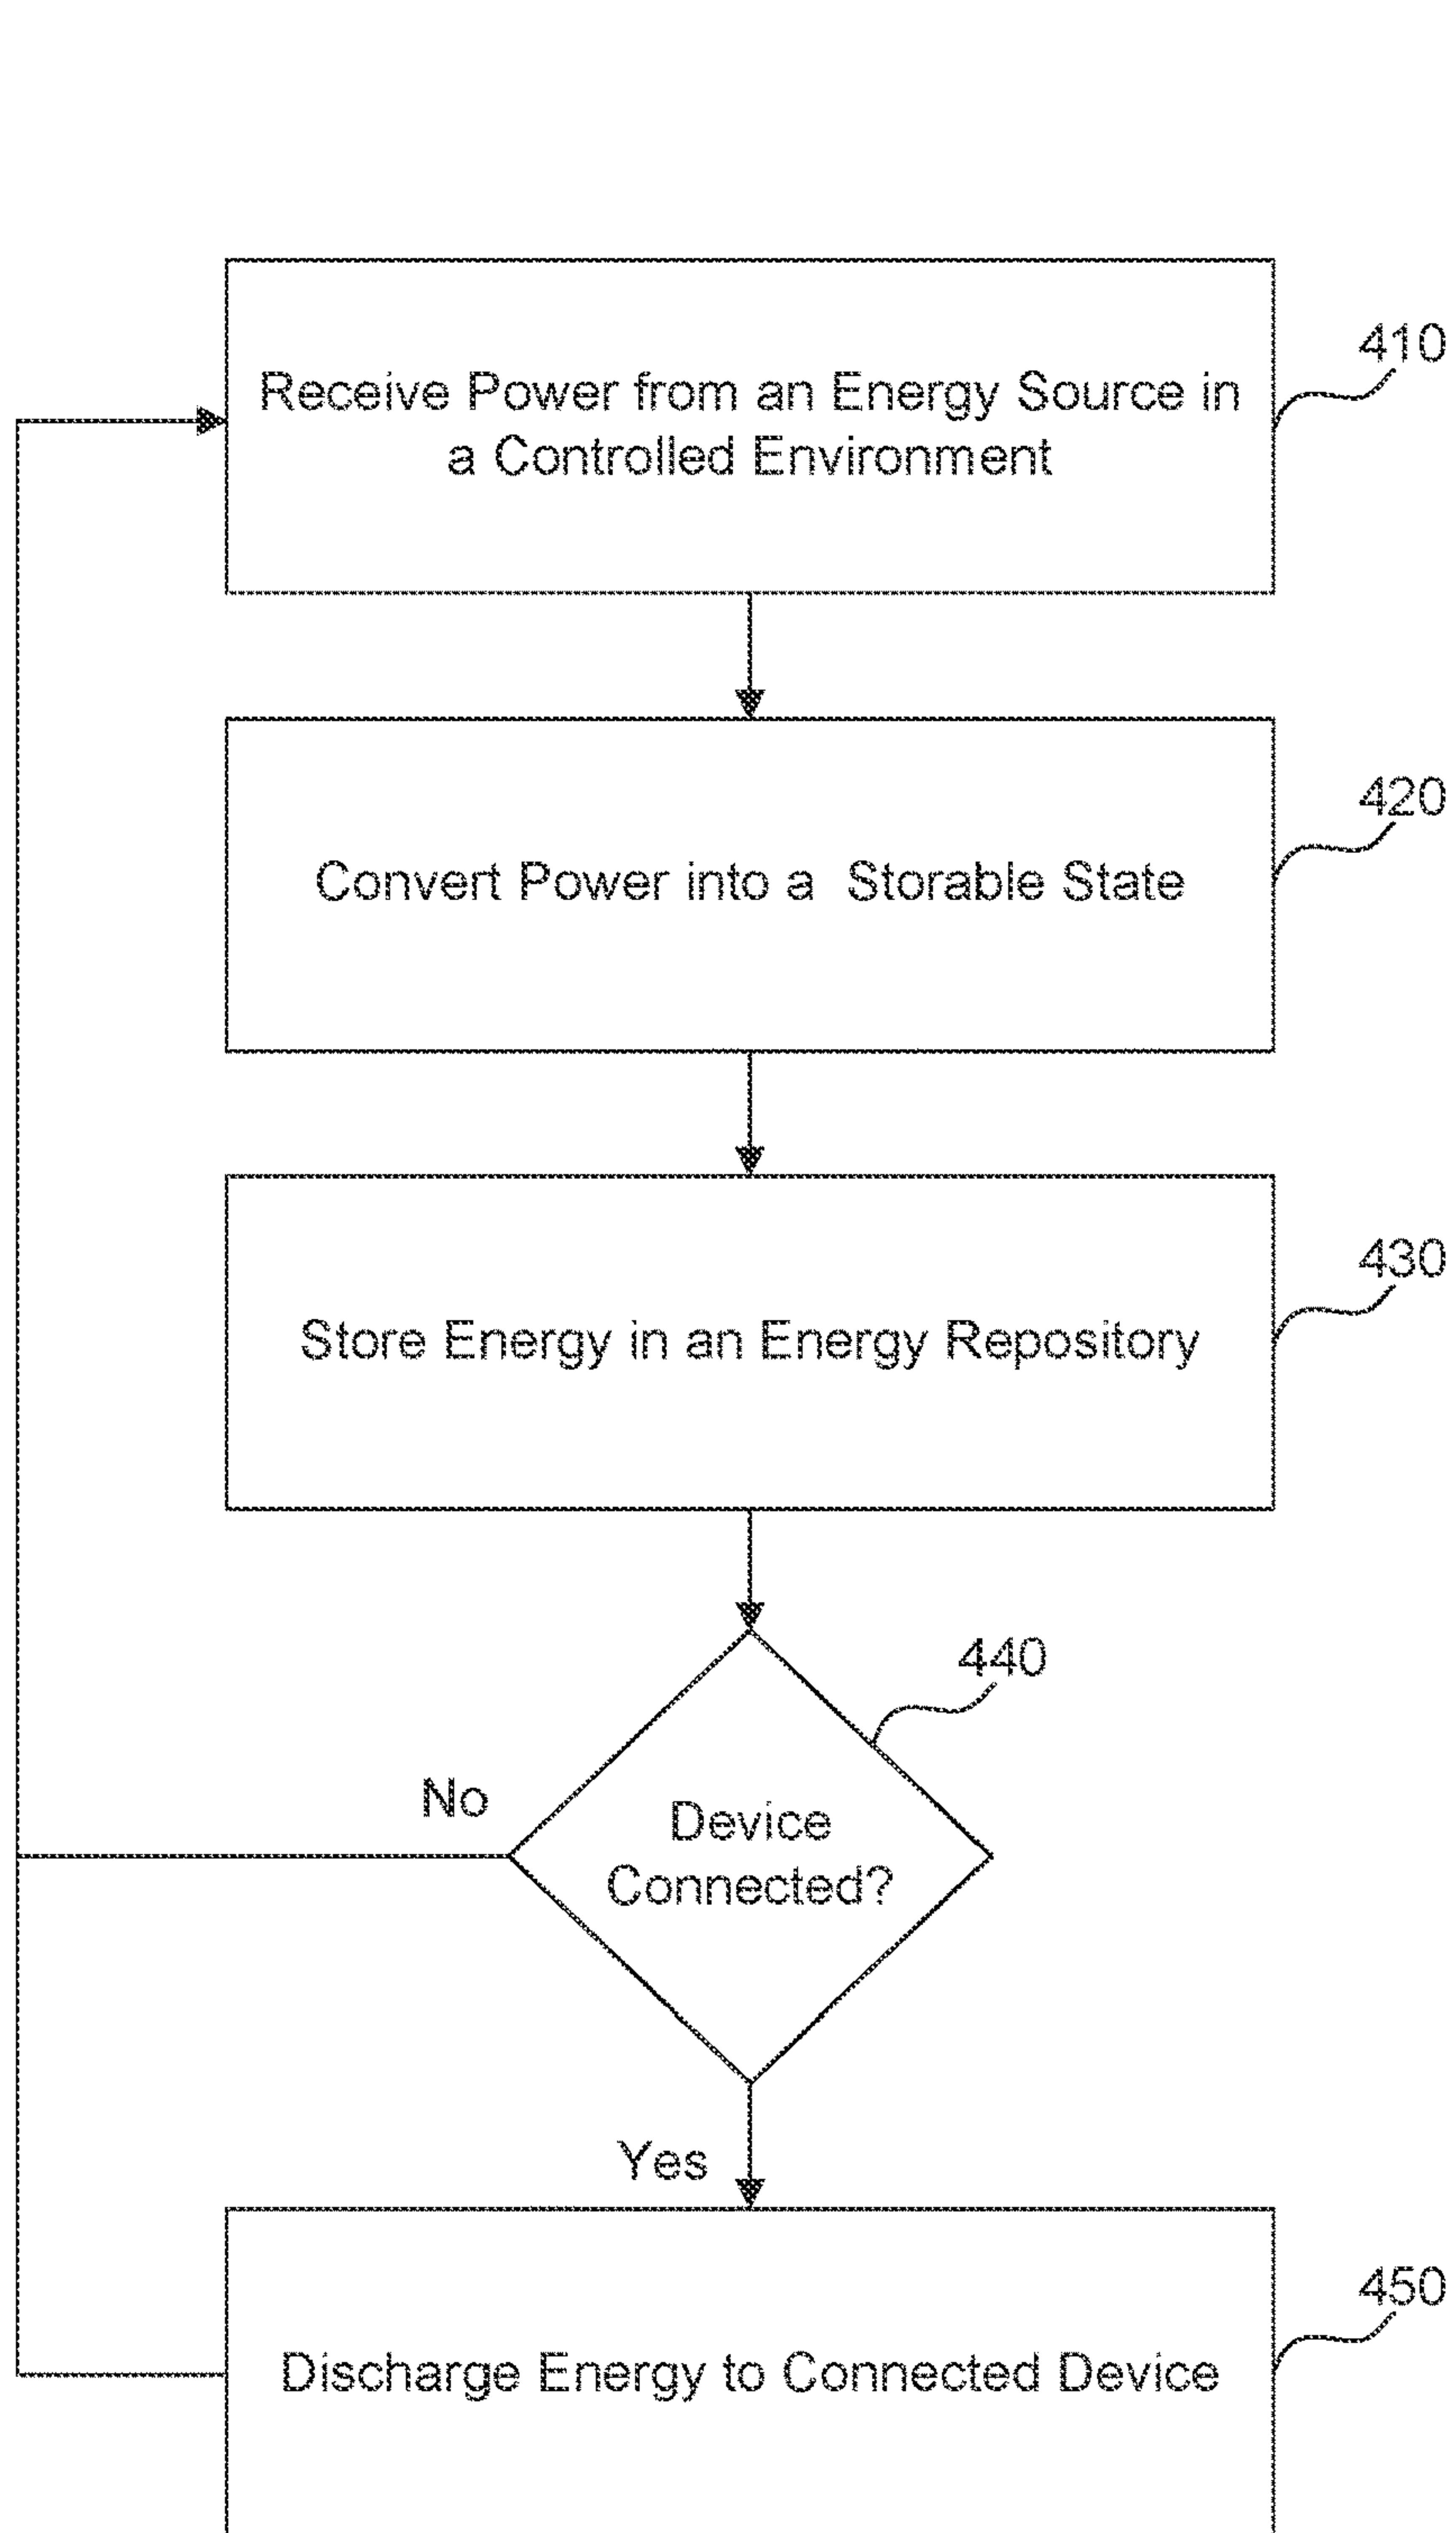 410
Receive Power from an Energy Source in
a Controlled Environment
420
Convert Power into a Storable State
430
Store Energy in an Energy Repository
440
No
Device
Connected?
Yes
450
Discharge Energy to Connected Device